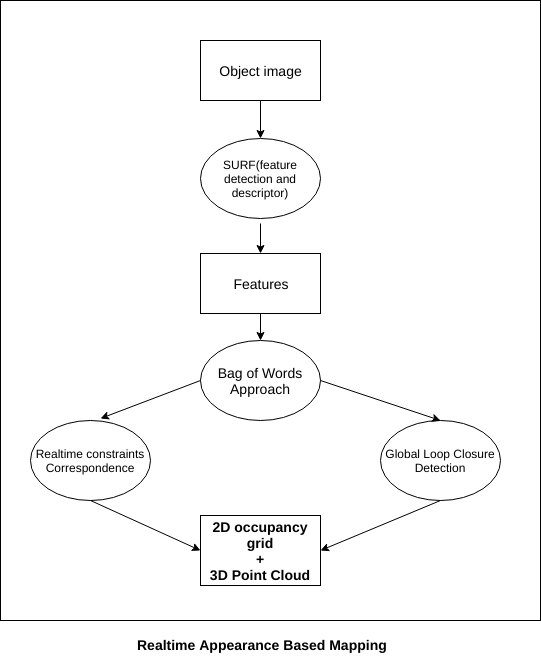 Object image
SURF(feature
detection and
descriptor)
Features
Bag of Words
Approach
Realtime constraints
Correspondence
Global Loop Closure
Detection
2D occupancy
grid
+
3D Point Cloud
Realtime Appearance Based Mapping